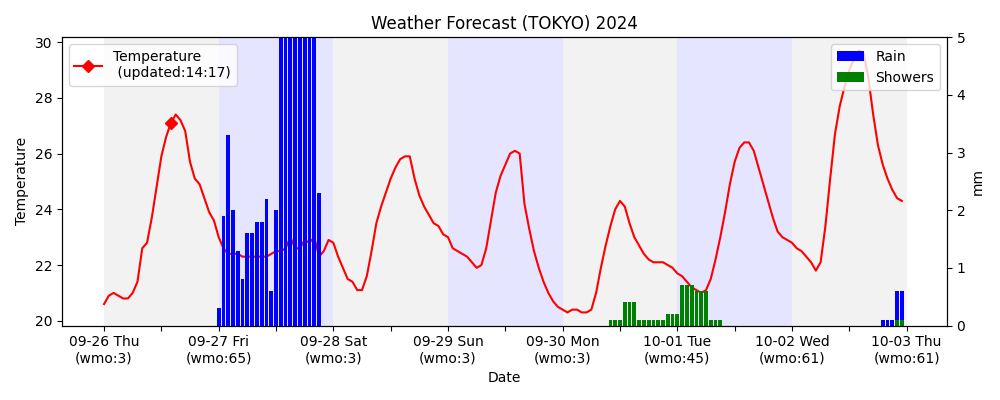 Weather Forecast (TOKYO) 2024
Temperature
(updated:14:17)
Rain
Showers
30
28
26
24
22
20
Temperature
5
4
3
2
1
0
mm
09-26 Thu
(wmo:3)
09-27 Fri
(wmo:65)
09-28 Sat
(wmo:3)
09-29 Sun
(wmo:3)
09-30 Mon
(wmo:3)
10-01 Tue
(wmo:45)
10-02 Wed
(wmo:61)
10-03 Thu
(wmo:61)
Date